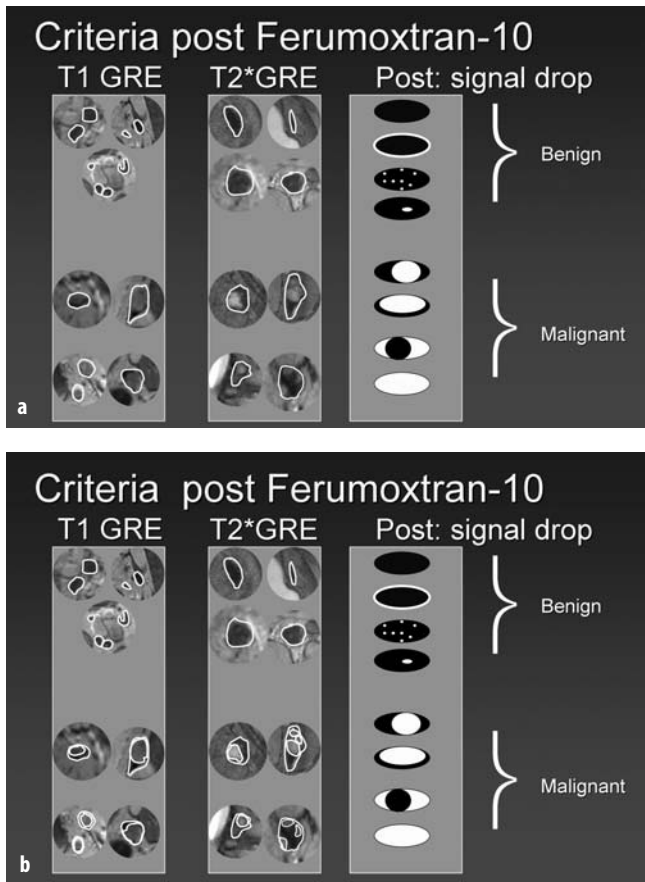 Criteria post Ferumoxtran-10
T1 GRE T2*GRE Post: signal drop
Benign
Malignant
a
Criteria post Ferumoxtran-10
T1 GRE T2*GRE Post: signal drop
Benign
Malignant
b